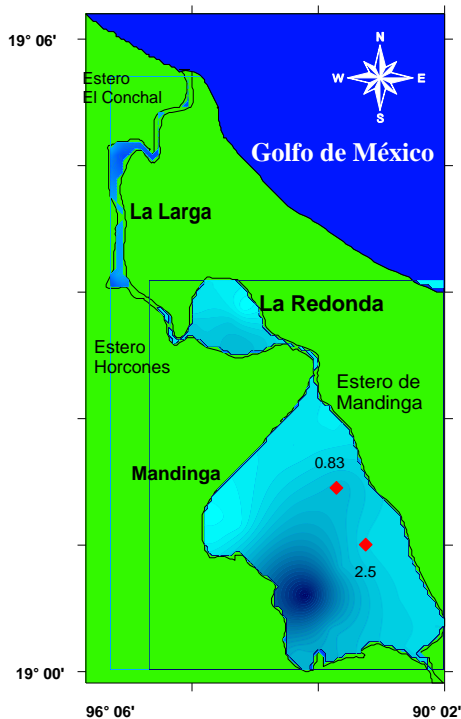 19° 06'
N
W
E
S
Estero
El Conchal
Golfo de México
La Larga
La Redonda
Estero
Horcones
Estero de
Mandinga
Mandinga
0.83
2.5
19° 00'
96° 06'
90° 02'